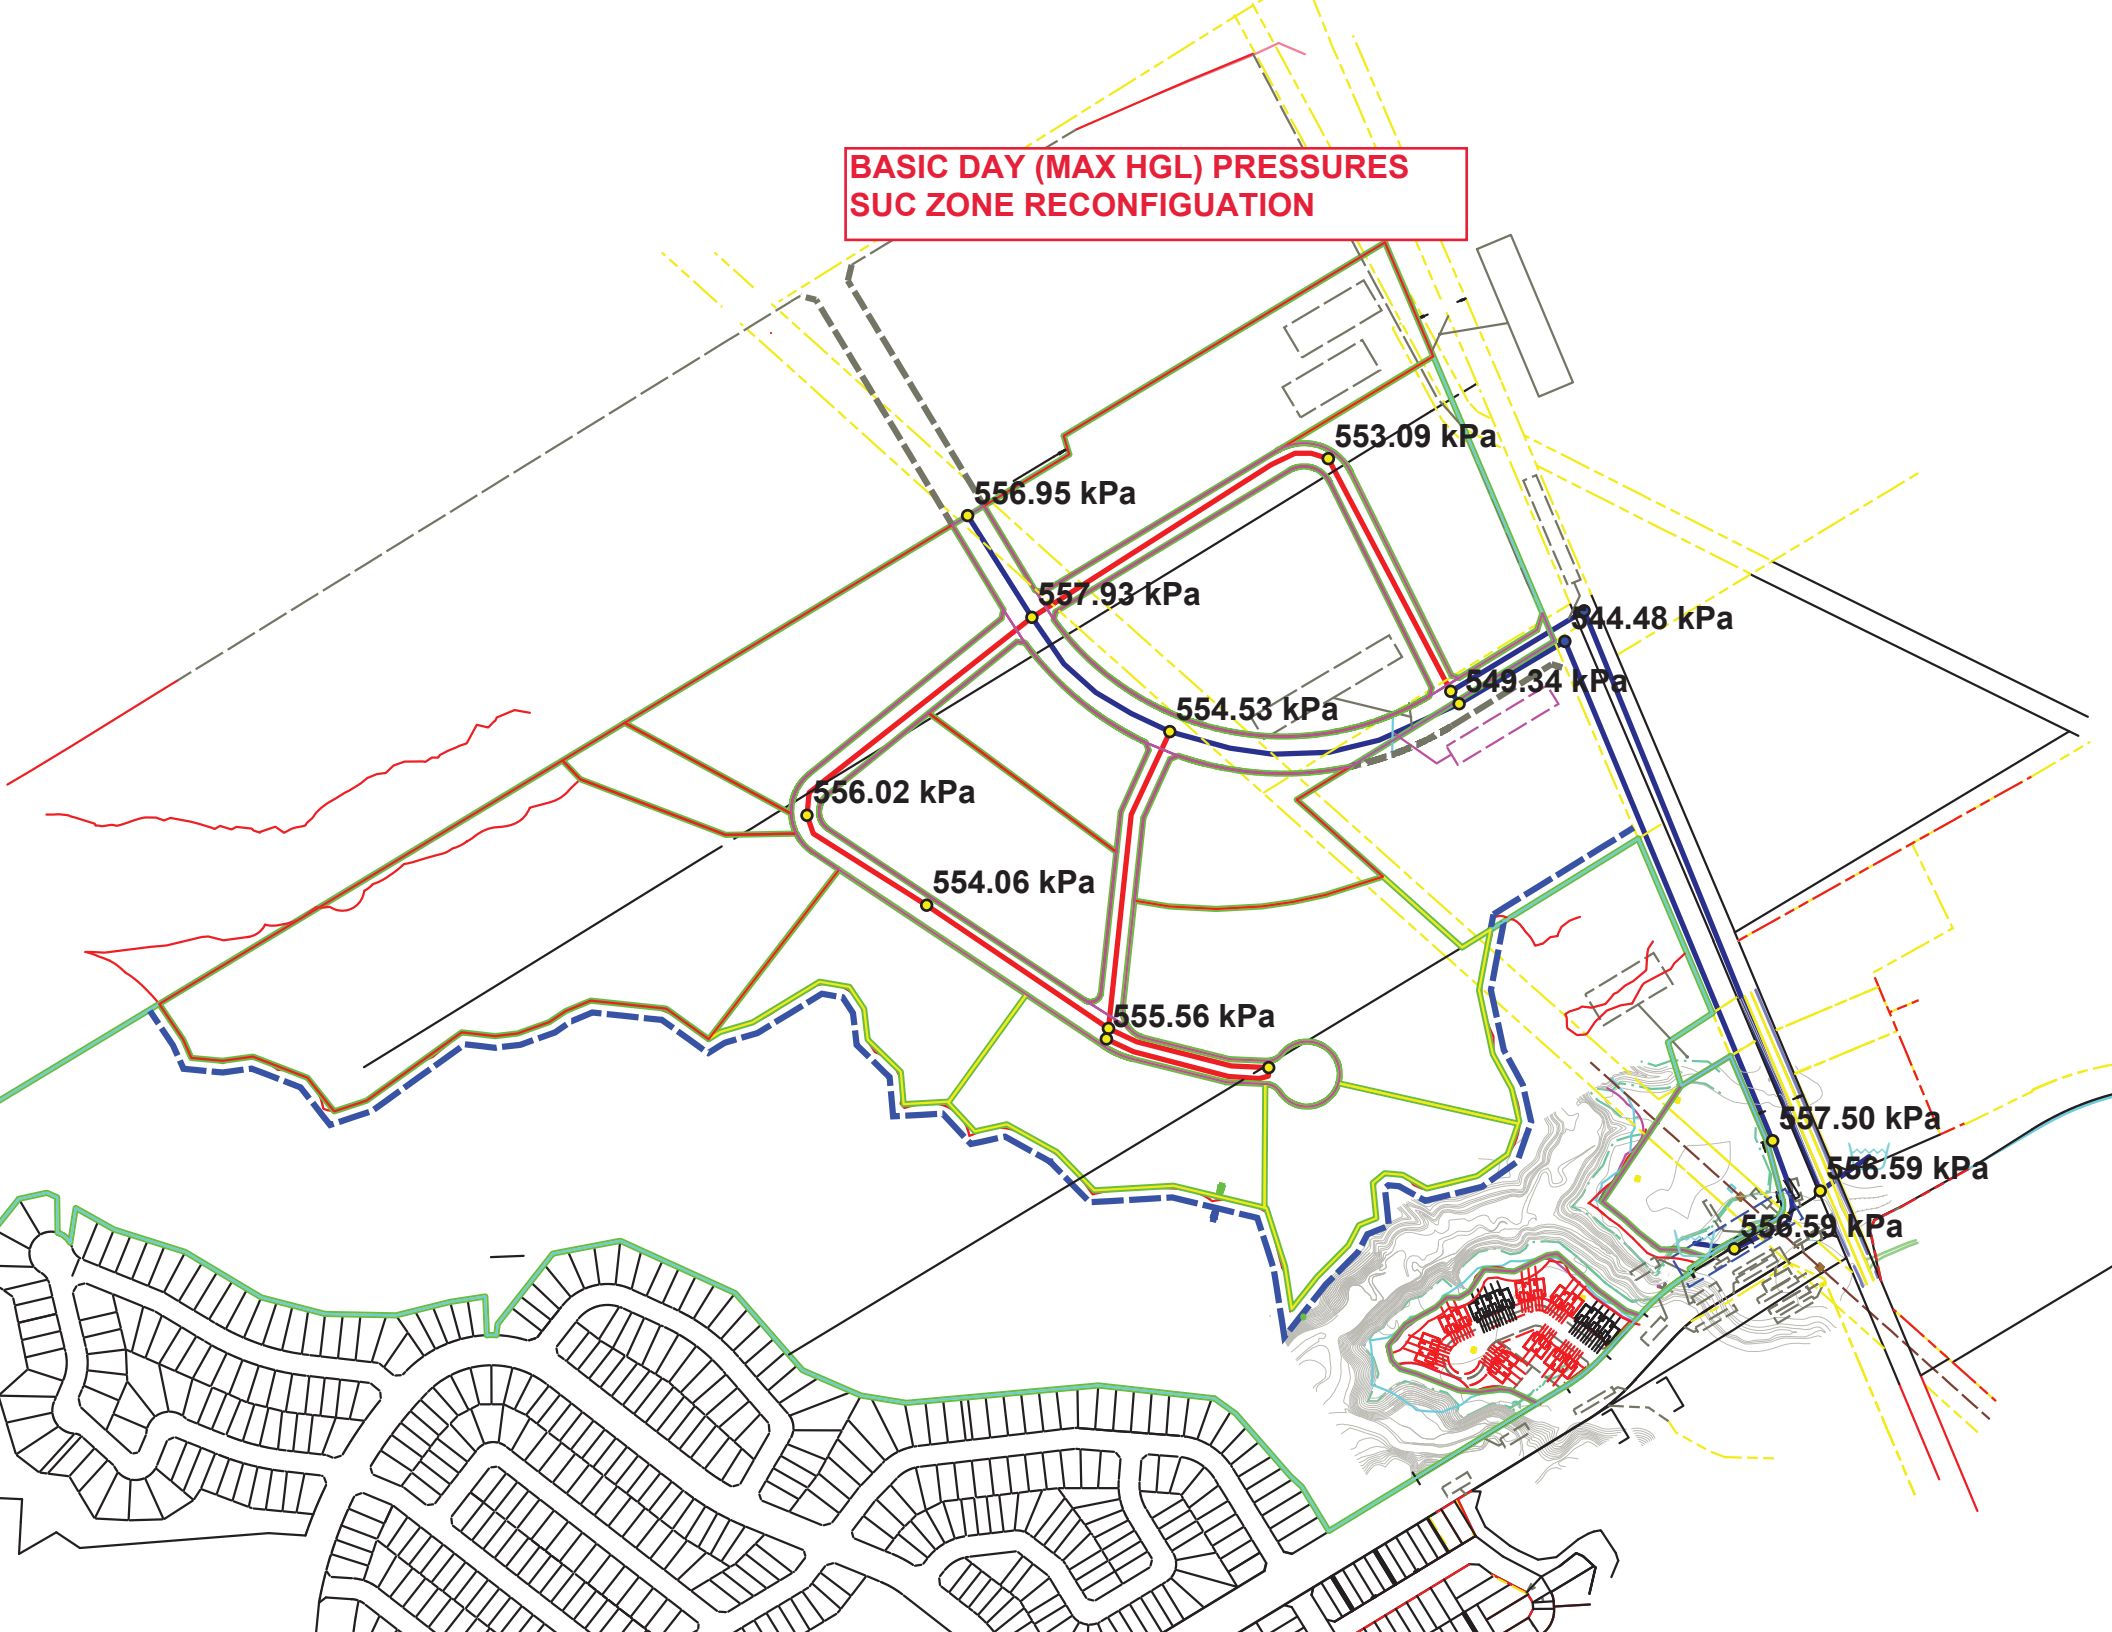 BASIC DAY (MAX HGL) PRESSURES
SUC ZONE RECONFIGUATION
553.09 kPa
556.95 kPa
557.93 kPa
544.48 kPa
549.34 kPa
554.53 kPa
556.02 kPa
554.06 kPa
555.56 kPa
557.50 kPa
556.59 kPa
556.59 kPa